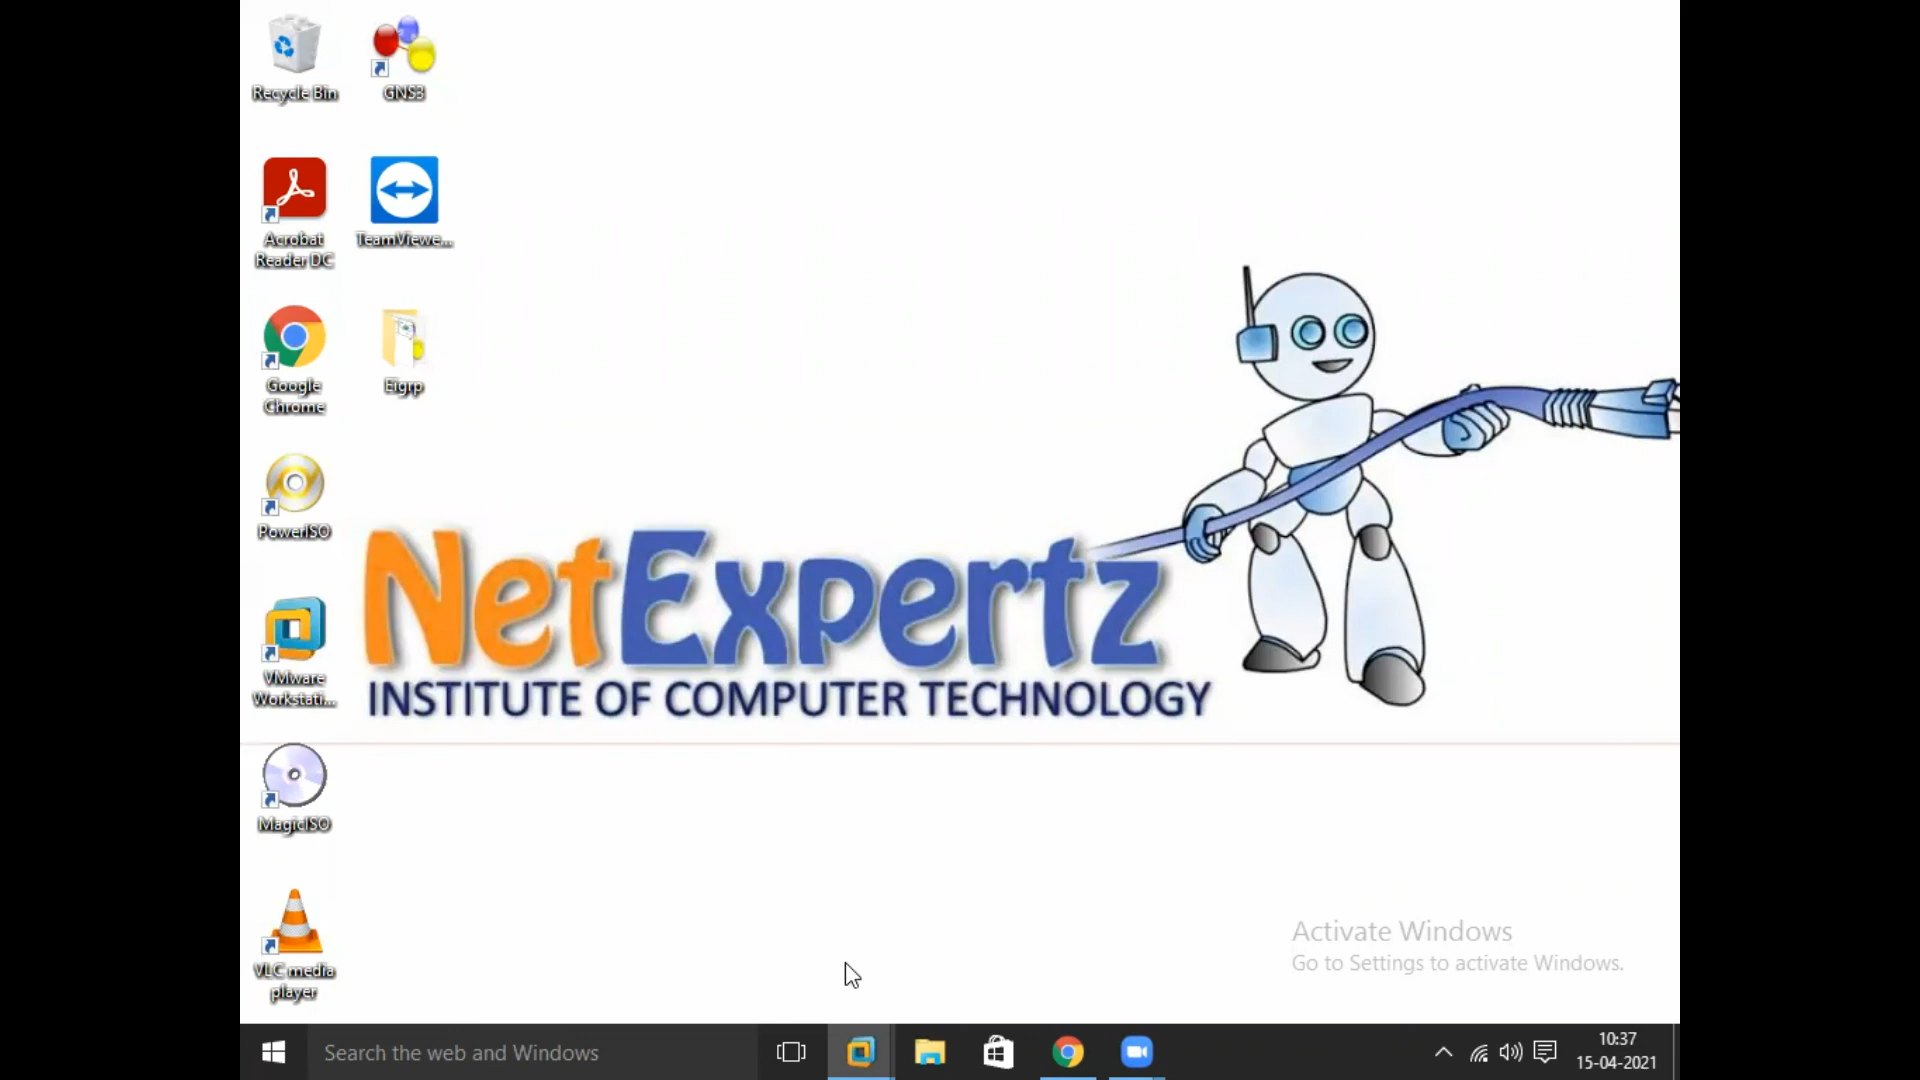 Recycle Bin
GNS3
Acrobat
Reader DC
TeamViewe...
Google
Chrome
Eigrp
PowerISO
VMware
Workstati...
MagicISO
VLC media
player
NetExpertz
INSTITUTE OF COMPUTER TECHNOLOGY
Activate Windows
Go to Settings to activate Windows.
Search the web and Windows
10:37
15-04-2021